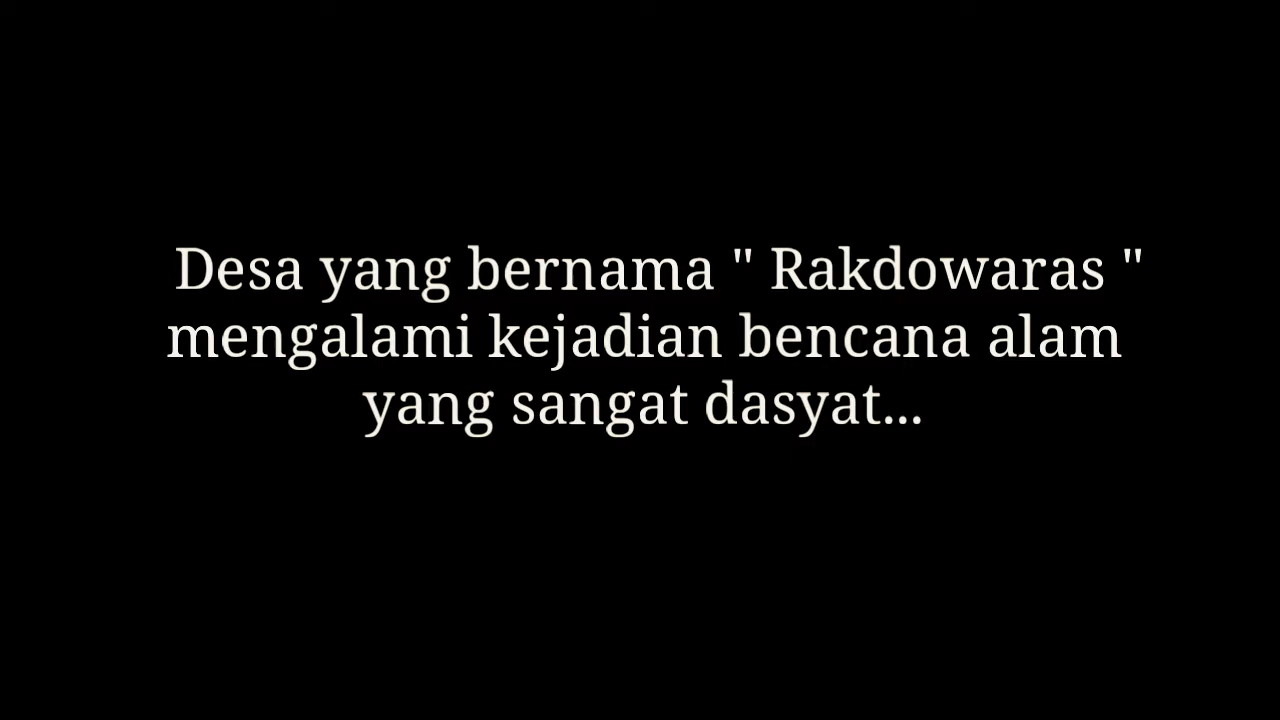 Desa yang bernama " Rakdowaras "
mengalami kejadian bencana alam
yang sangat dasyat...